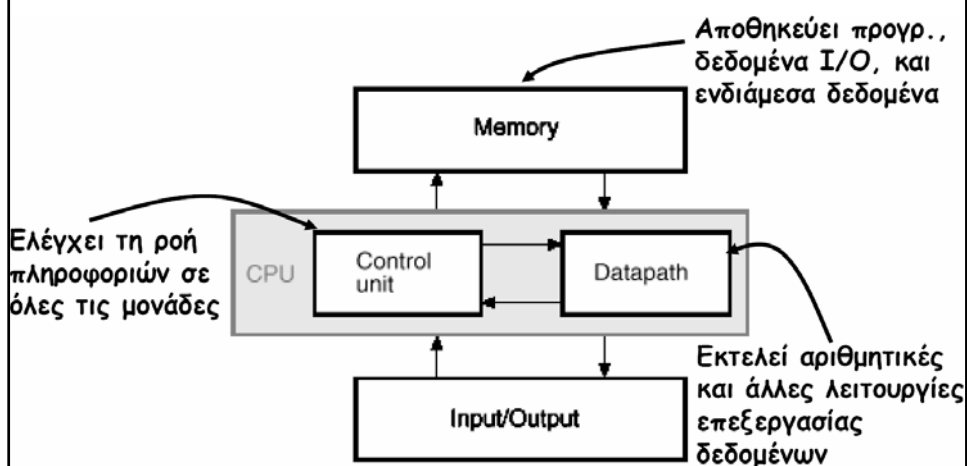 Αποθηκεύει προγρ.,
δεδομένα I/O, και
ενδιάμεσα δεδομένα
Memory
Ελέγχει τη ροή
πληροφοριών σε
όλες τις μονάδες
CPU
Control
unit
Datapath
Εκτελεί αριθμητικές
και άλλες λειτουργίες
επεξεργασίας
δεδομένων
Input/Output